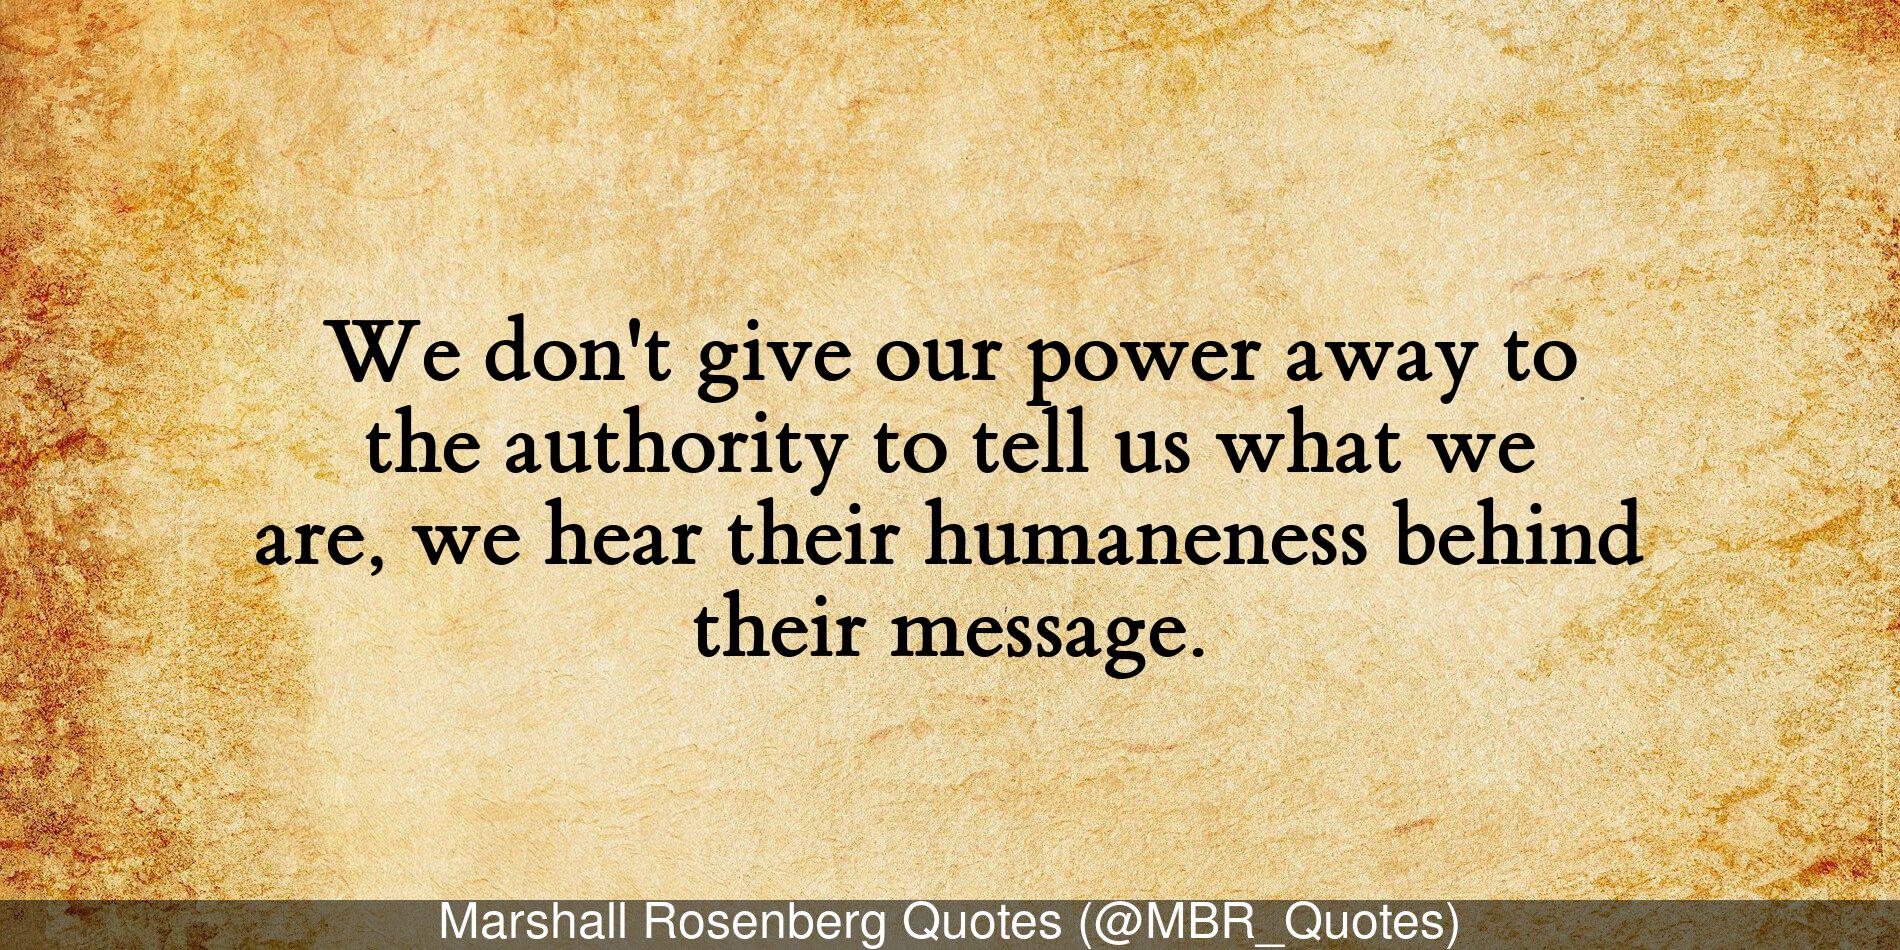 We don't give our power away to
the authority to tell us what we
are, we hear their humaneness behind
their message.
Marshall Rosenberg Quotes (@MBR_Quotes)